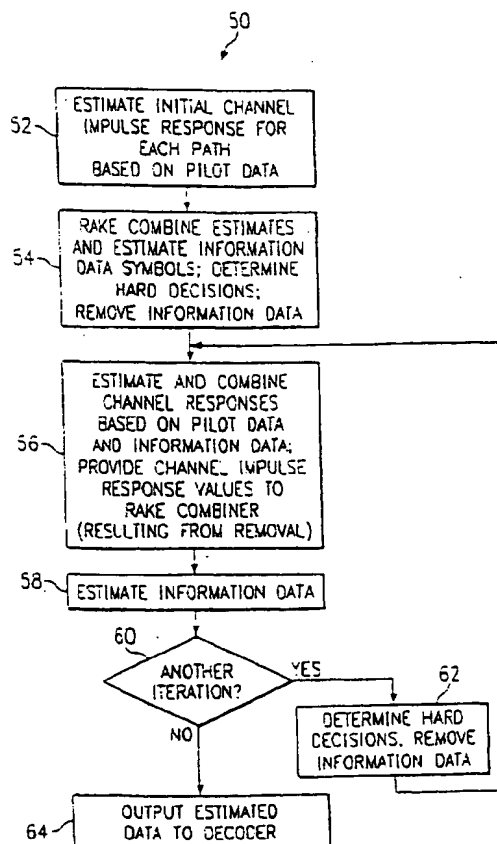 50
52
ESTIMATE INITIAL CHANNEL
IMPULSE RESPONSE FOR
EACH PATH
BASED ON PILOT DATA
54
RAKE COMBINE ESTIMATES
AND ESTIMATE INFORMATION
DATA SYMBOLS; DETERMINE
HARD DECISIONS;
REMOVE INFORMATION DATA
56
ESTIMATE AND COMBINE
CHANNEL RESPONSES
BASED ON PILOT DATA
AND INFORMATION DATA;
PROVIDE CHANNEL IMPULSE
RESPONSE VALUES TO
RAKE COMBINER
(RESULTING FROM REMOVAL)
58
ESTIMATE INFORMATION DATA
60
ANOTHER
ITERATION?
YES
NO
62
DETERMINE HARD
DECISIONS, REMOVE
INFORMATION DATA
64
OUTPUT ESTIMATED
DATA TO DECODER